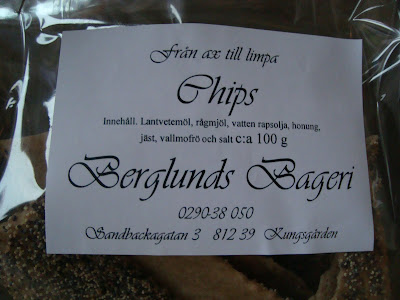 Från ax till limpa
Chips
Innehåll. Lantvetemöl, rågmjöl, vatten rapsolja, honung,
jäst, vallmofrö och salt c:a 100 g
Berglunds Bageri
0290-38 050
Sandbackagatan 3 812 39 Kungsgården